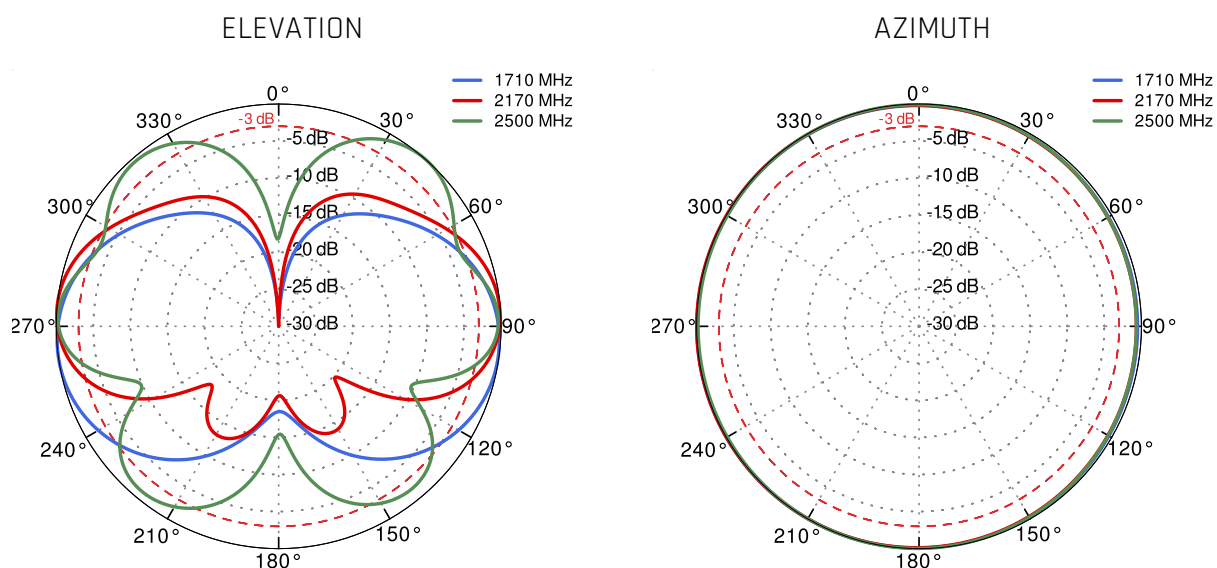 ELEVATION
1710 MHz
2170 MHz
2500 MHz
0°
30°
60°
90°
120°
150°
180°
210°
240°
270°
300°
330°
-3 dB
-5 dB
-10 dB
-15 dB
-20 dB
-25 dB
-30 dB
AZIMUTH
1710 MHz
2170 MHz
2500 MHz
0°
30°
60°
90°
120°
150°
180°
210°
240°
270°
300°
330°
-3 dB
-5 dB
-10 dB
-15 dB
-20 dB
-25 dB
-30 dB